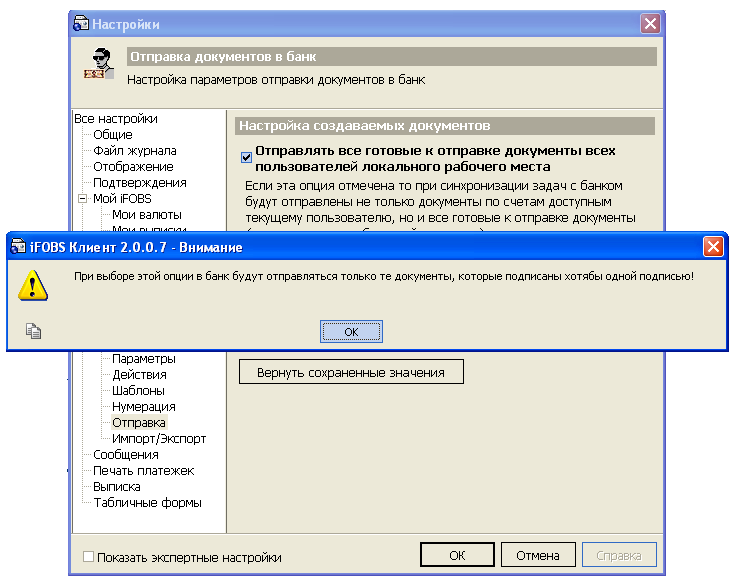 Настройки
Отправка документов в банк
Настройка параметров отправки документов в банк
Все настройки
Общие
Файл журнала
Отображение
Подтверждения
Мой iFOBS
Мои валюты
Мои выписки
Настройка создаваемых документов
Отправлять все готовые к отправке документы всех
пользователей локального рабочего места
Если эта опция отмечена то при синхронизации задач с банком
будут отправлены не только документы по счетам доступным
текущему пользователю, но и все готовые к отправке документы
iFOBS Клиент 2.0.0.7 - Внимание
При выборе этой опции в банк будут отправляться только те документы, которые подписаны хотябы одной подписью!
OK
Параметры
Действия
Шаблоны
Нумерация
Отправка
Импорт/Экспорт
Сообщения
Печать платежек
Выписка
Табличные формы
Вернуть сохраненные значения
Показать экспертные настройки
OK
Отмена
Справка